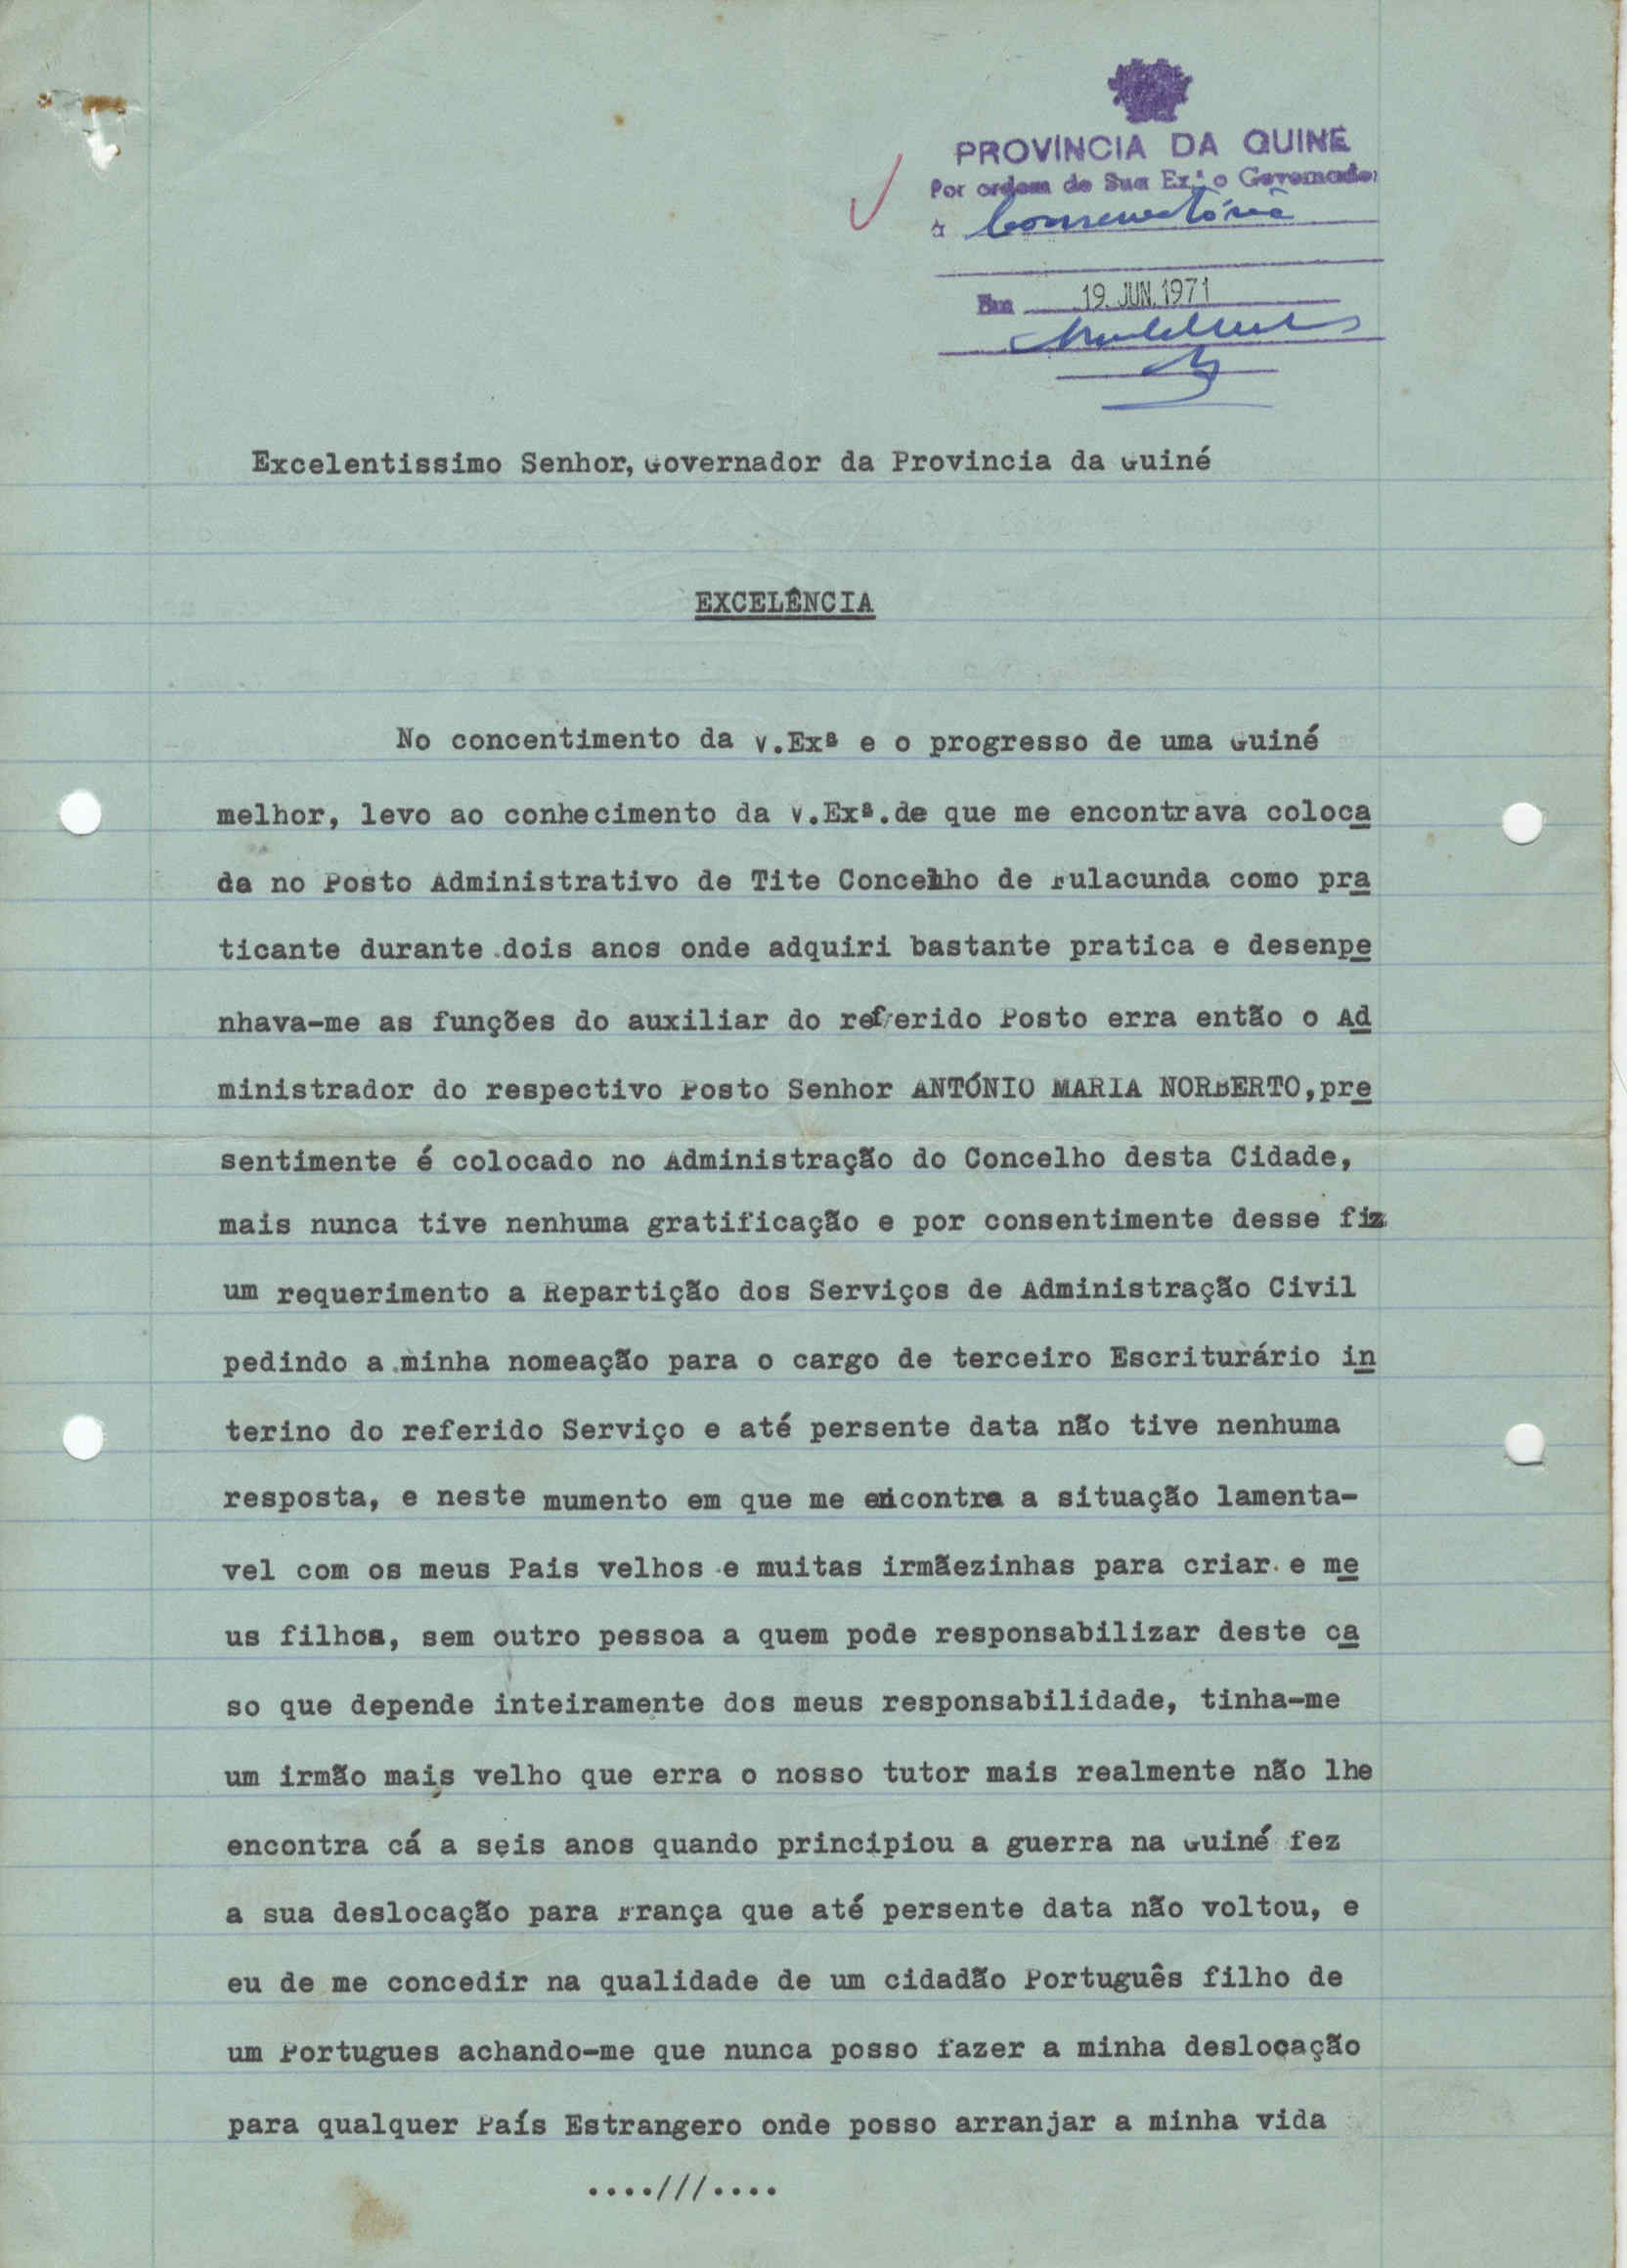 PROVINCIA DA GUINÉ
Por ordem de Sua Ex.ª o Governador
à
Em 19. JUN. 1971
Excelentissimo Senhor, Governador da Provincia da Guiné
EXCELÊNCIA
No concentimento da V.Exª e o progresso de uma Guiné
melhor, levo ao conhecimento da V.Exª.de que me encontrava coloca
da no Posto Administrativo de Tite Concelho de Fulacunda como pra
ticante durante dois anos onde adquiri bastante pratica e desenpe
nhava-me as funções do auxiliar do referido Posto erra então o Ad
ministrador do respectivo Posto Senhor ANTÓNIO MARIA NORBERTO,pre
sentimente é colocado no Administração do Concelho desta Cidade,
mais nunca tive nenhuma gratificação e por consentimente desse fiz
um requerimento a Repartição dos Serviços de Administração Civil
pedindo a minha nomeação para o cargo de terceiro Escriturário in
terino do referido Serviço e até persente data não tive nenhuma
resposta, e neste mumento em que me encontra a situação lamenta-
vel com os meus Pais velhos e muitas irmãezinhas para criar e me
us filhos, sem outro pessoa a quem pode responsabilizar deste ca
so que depende inteiramente dos meus responsabilidade, tinha-me
um irmão mais velho que erra o nosso tutor mais realmente não lhe
encontra cá a seis anos quando principiou a guerra na Guiné fez
a sua deslocação para França que até persente data não voltou, e
eu de me concedir na qualidade de um cidadão Português filho de
um Portugues achando-me que nunca posso fazer a minha deslocação
para qualquer País Estrangero onde posso arranjar a minha vida
....///....